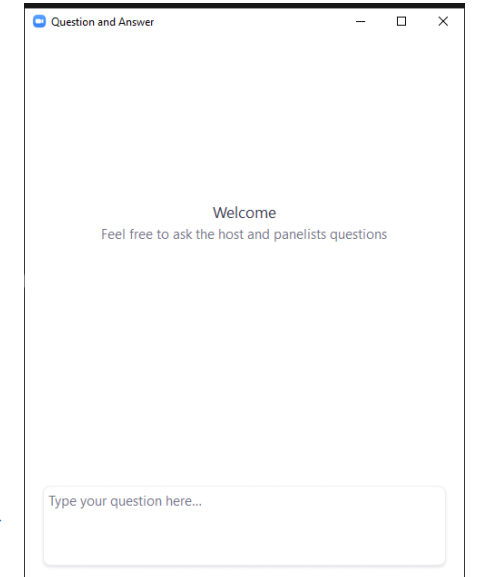 Question and Answer
Welcome
Feel free to ask the host and panelists questions
Type your question here...